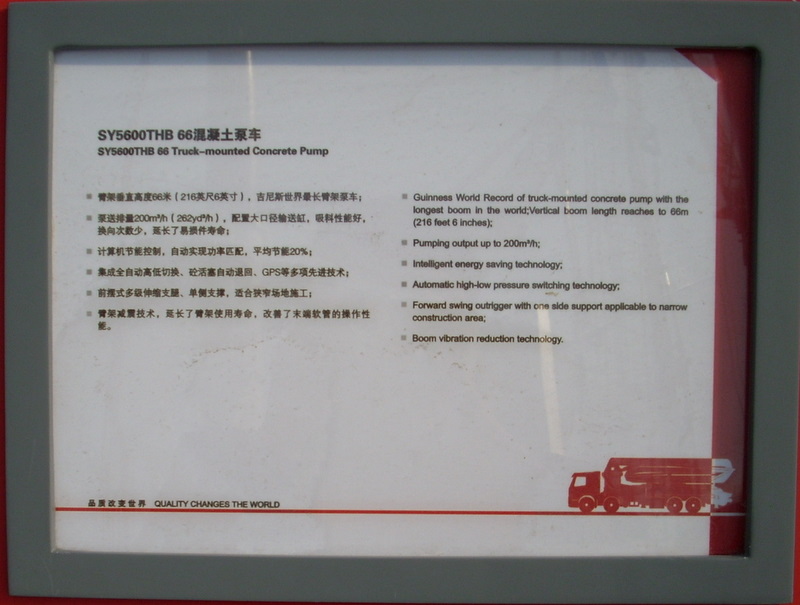 SY5600THB 66混凝土泵车
SY5600THB 66 Truck-mounted Concrete Pump
臂架垂直高度66米（216英尺6英寸），吉尼斯世界最长臂架泵车；
泵送排量200m³/h（262yd³/h），配置大口径输送缸，吸料性能好，
换向次数少，延长了易损件寿命；
计算机节能控制，自动实现功率匹配，平均节能20%；
集成全自动高低切换、砼活塞自动退回、GPS等多项先进技术；
前摆式多级伸缩支腿、单侧支撑，适合狭窄场地施工；
臂架减震技术，延长了臂架使用寿命，改善了末端软管的操作性
能。
Guinness World Record of truck-mounted concrete pump with the
longest boom in the world;Vertical boom length reaches to 66m
(216 feet 6 inches);
Pumping output up to 200m³/h;
Intelligent energy saving technology;
Automatic high-low pressure switching technology;
Forward swing outrigger with one side support applicable to narrow
construction area;
Boom vibration reduction technology.
品质改变世界 QUALITY CHANGES THE WORLD